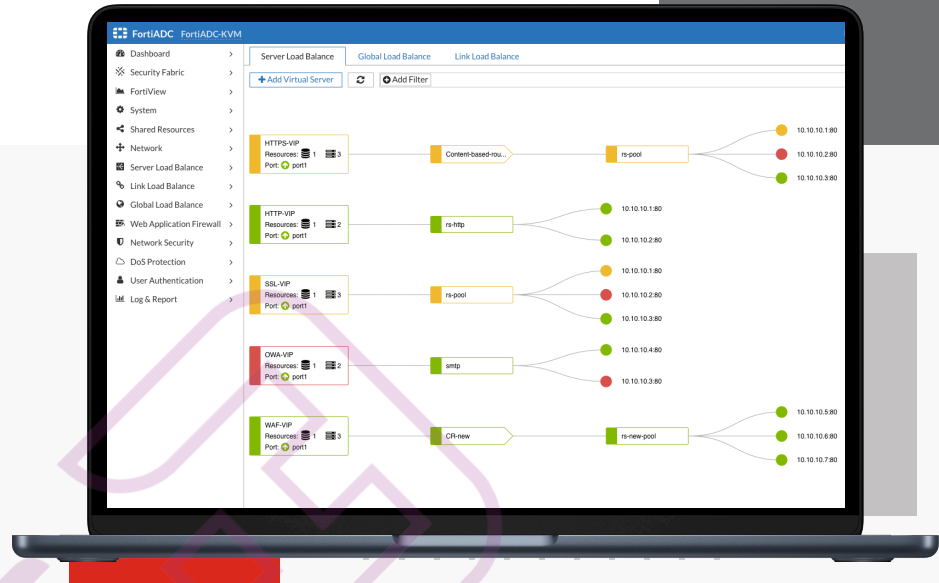 FortiADC FortiADC-KVM
Dashboard
Security Fabric
FortiView
System
Shared Resources
Network
Server Load Balance
Link Load Balance
Global Load Balance
Web Application Firewall
Network Security
DoS Protection
User Authentication
Log & Report
Server Load Balance Global Load Balance Link Load Balance
+ Add Virtual Server Add Filter
HTTPS-VIP
Resources: 1 3
Port: port1
Content-based-rou...
rs-pool
10.10.10.1:80
10.10.10.2:80
10.10.10.3:80
HTTP-VIP
Resources: 1 2
Port: port1
rs-http
10.10.10.1:80
10.10.10.2:80
SSL-VIP
Resources: 1 3
Port: port1
rs-pool
10.10.10.1:80
10.10.10.2:80
10.10.10.3:80
OWA-VIP
Resources: 1 2
Port: port1
smtp
10.10.10.4:80
10.10.10.3:80
WAF-VIP
Resources: 1 3
Port: port1
CR-new
rs-new-pool
10.10.10.5:80
10.10.10.6:80
10.10.10.7:80